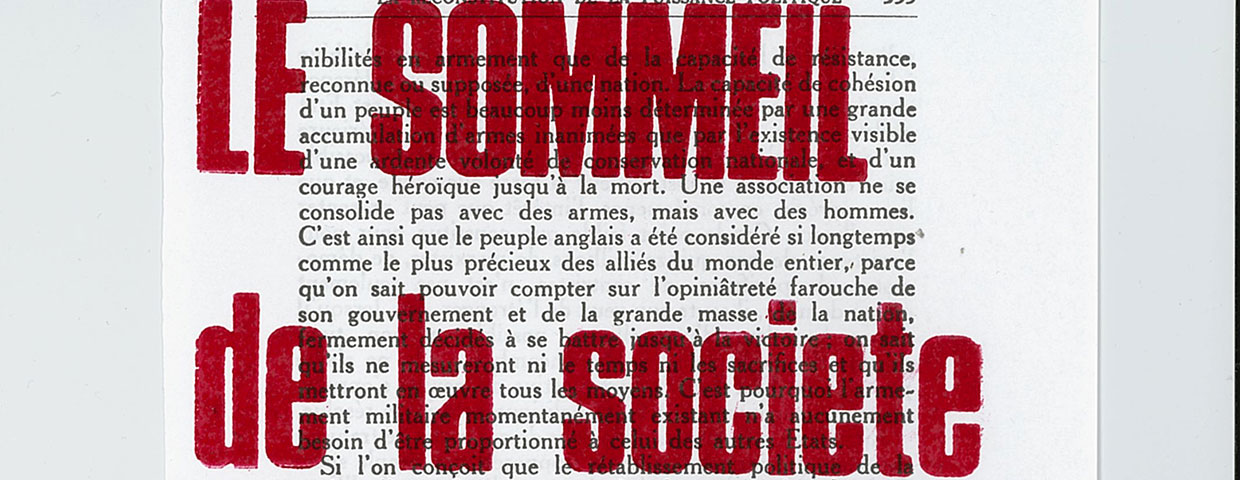 LA RECONSTITUTION DE LA PUISSANCE POLITIQUE
LE SOMMEIL
nibilités en armement que de la capacité de résistance,
reconnue ou supposée, d'une nation. La capacité de cohésion
d'un peuple est beaucoup moins déterminée par une grande
accumulation d'armes inanimées que par l'existence visible
d'une ardente volonté de conservation nationale, et d'un
courage héroïque jusqu'à la mort. Une association ne se
consolide pas avec des armes, mais avec des hommes.
C'est ainsi que le peuple anglais a été considéré si longtemps
comme le plus précieux des alliés du monde entier, parce
qu'on sait pouvoir compter sur l'opiniâtreté farouche de
son gouvernement et de la grande masse de la nation,
fermement décidés à se battre jusqu'à la victoire ; on sait
qu'ils ne mesureront ni le temps ni les sacrifices et qu'ils
mettront en œuvre tous les moyens. C'est pourquoi l'arme-
ment militaire momentanément existant n'a aucunement
besoin d'être proportionné à celui des autres États.
Si l'on conçoit que le rétablissement politique de la
de la societe